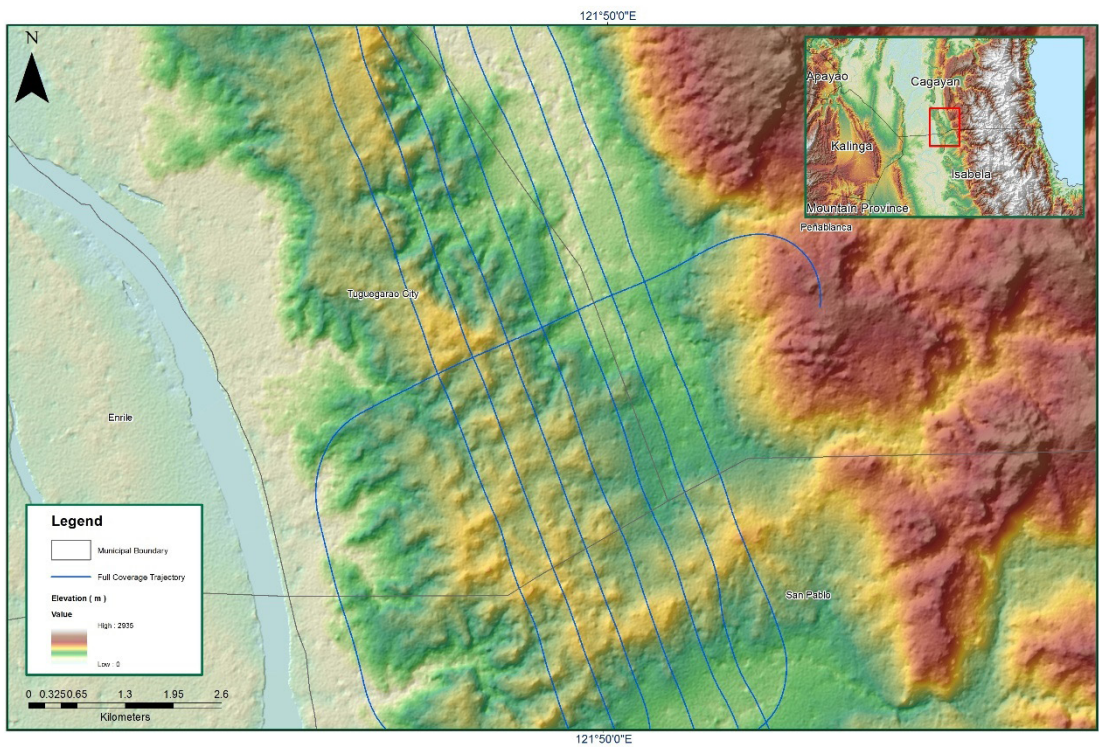 121°50'0"E
N
Apayao
Cagayan
Kalinga
Isabela
Mountain Province
Peñablanca
Tuguegarao City
Enrile
San Pablo
Legend
Municipal Boundary
Full Coverage Trajectory
Elevation ( m )
Value
High : 2935
Low : 0
0 0.325 0.65 1.3 1.95 2.6
Kilometers
121°50'0"E